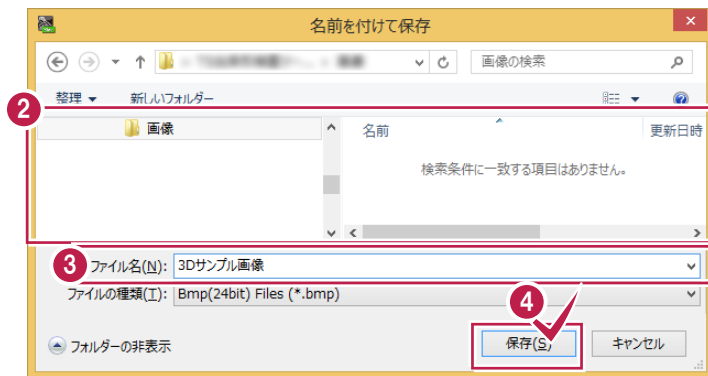 名前を付けて保存
画像の検索
整理 新しいフォルダー
2
画像 名前 更新日時
検索条件に一致する項目はありません。
3 ファイル名(N): 3Dサンプル画像
ファイルの種類(T): Bmp(24bit) Files (*.bmp)
4
フォルダーの非表示 保存(S) キャンセル